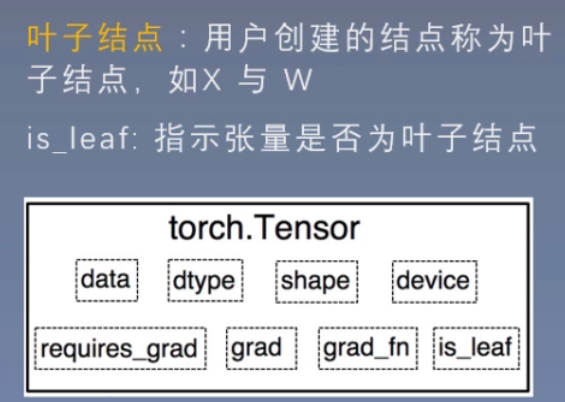 叶子结点：用户创建的结点称为叶
子结点，如X 与 W
is_leaf: 指示张量是否为叶子结点
torch.Tensor
data dtype shape device
requires_grad grad grad_fn is_leaf